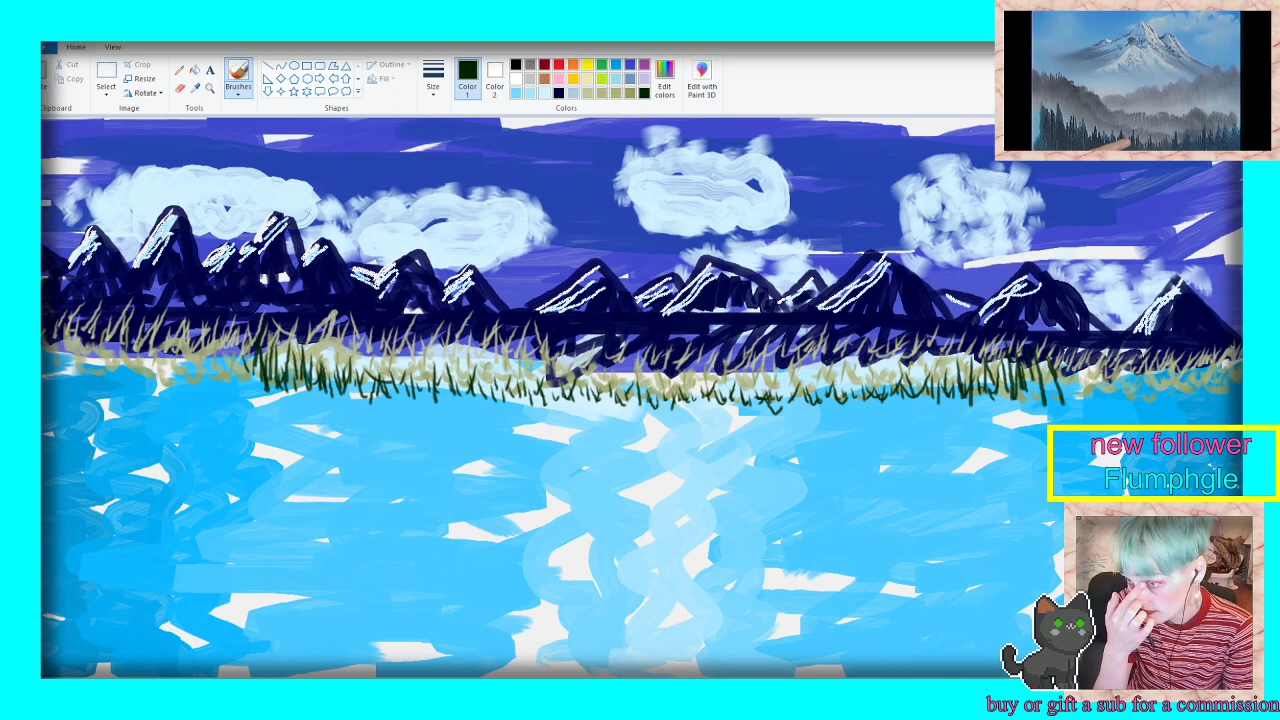 Home View
Cut
Copy
Clipboard
Select
Crop
Resize
Rotate
Image
A
Tools
Brushes
Outline
Fill
Shapes
Size
Color
1
Color
2
Edit
colors
Colors
Edit with
Paint 3D
new follower
Flumphgle
buy or gift a sub for a commission